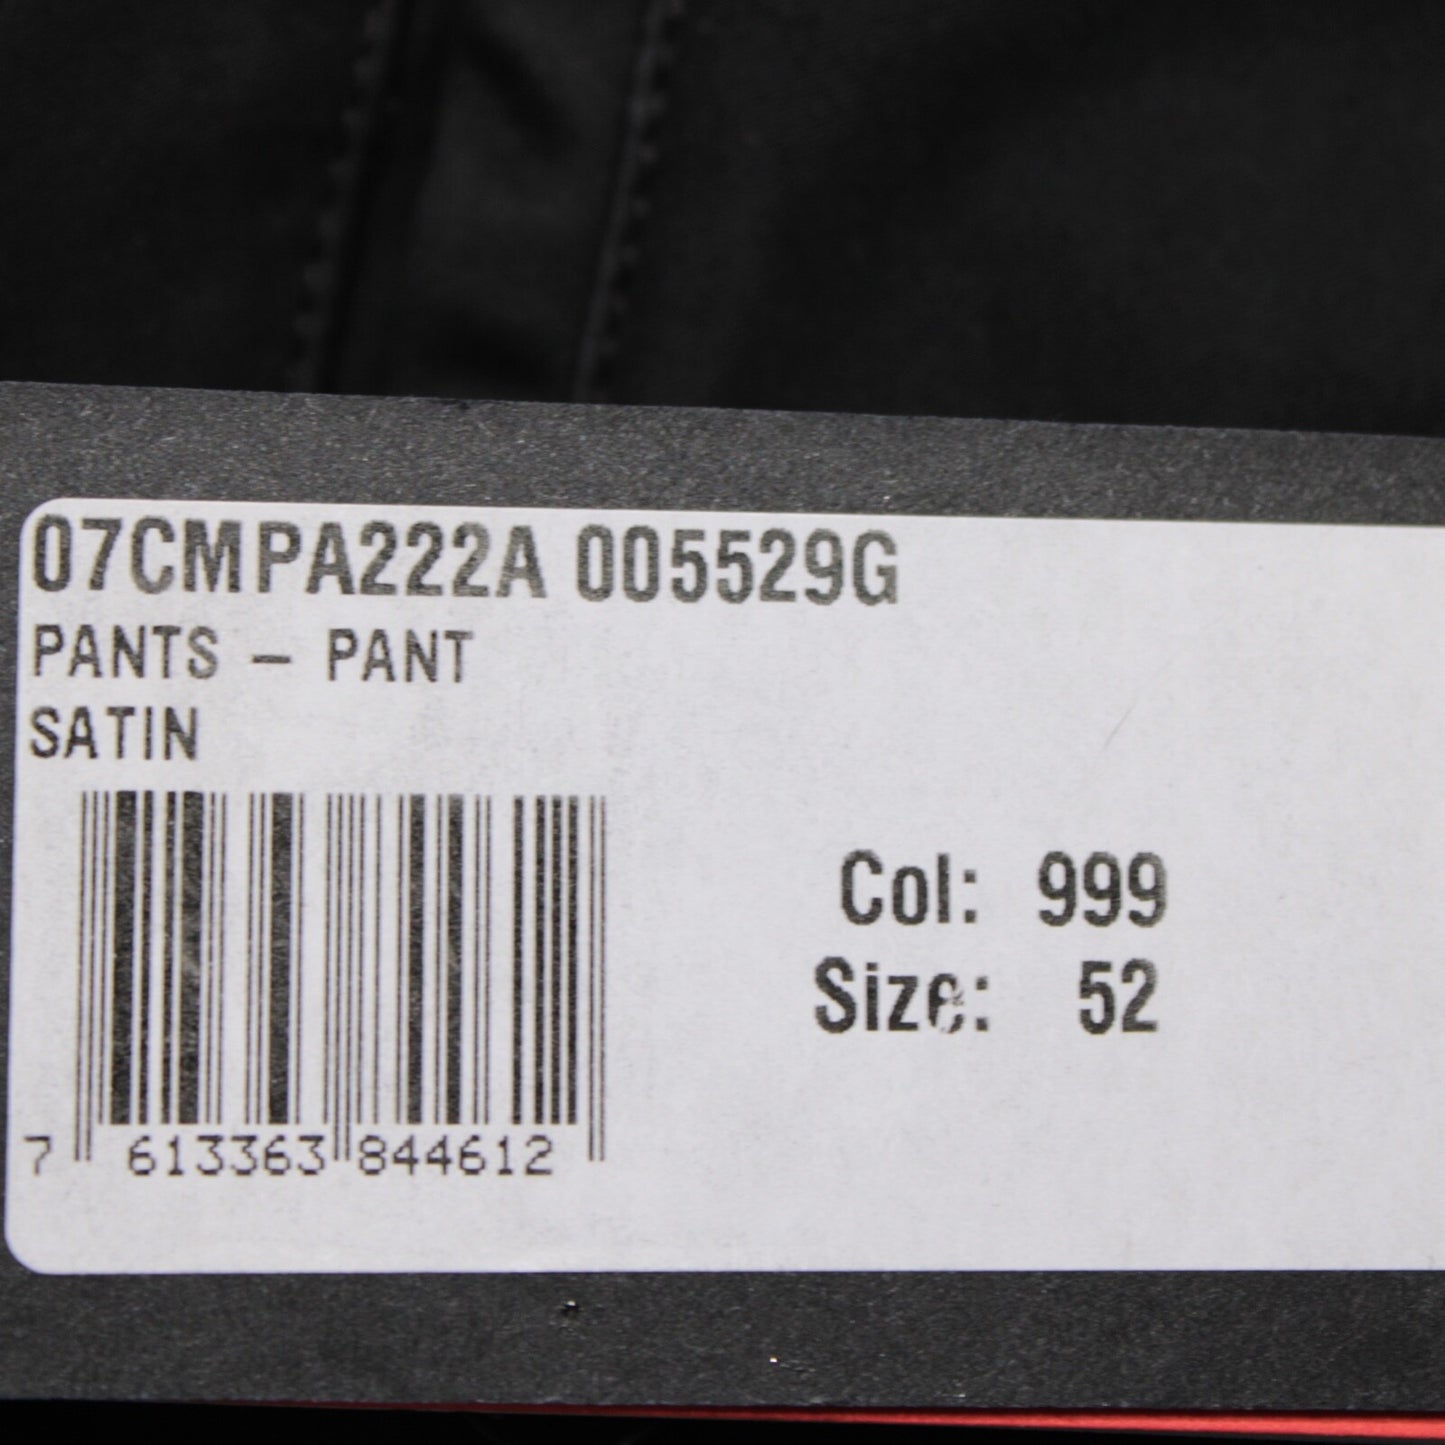 07CMPA222A 005529G
PANTS – PANT
SATIN
Col: 999
Size: 52
7 613363 844612